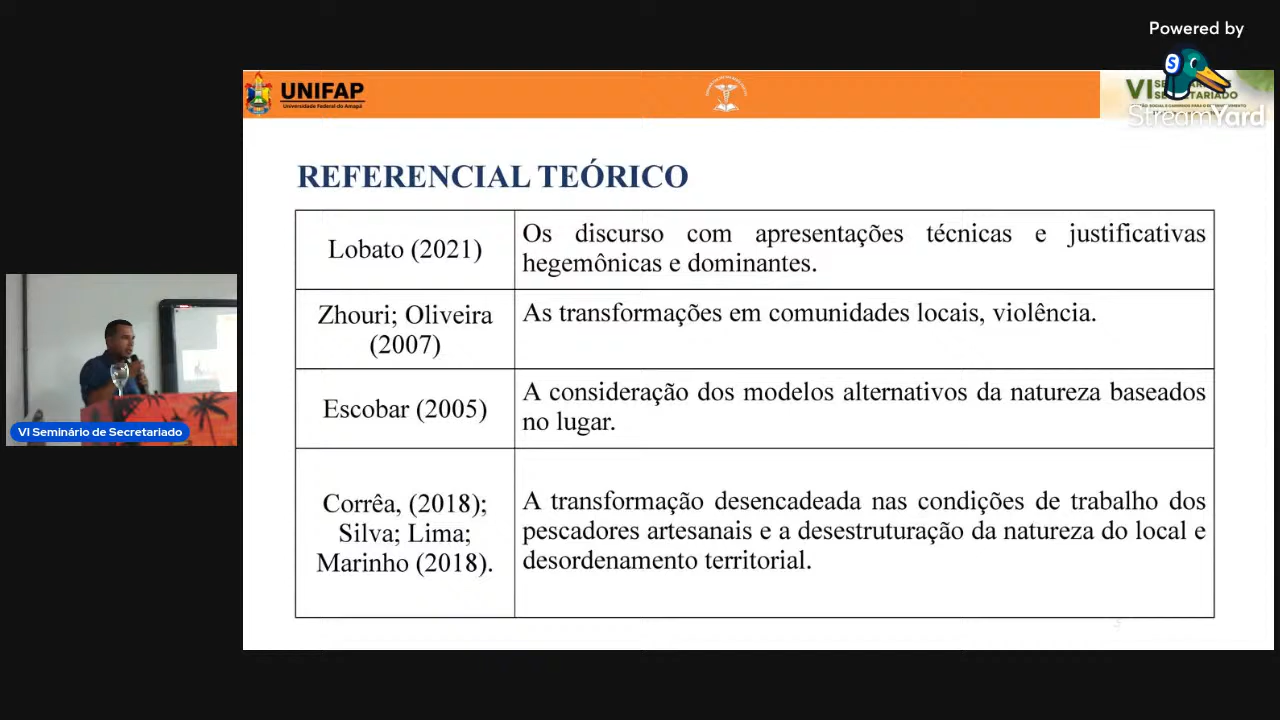 Powered by
StreamYard
UNIFAP
Universidade Federal do Amapá
VI
REFERENCIAL TEÓRICO
Lobato (2021)
Os discurso com apresentações técnicas e justificativas
hegemônicas e dominantes.
Zhouri; Oliveira
(2007)
As transformações em comunidades locais, violência.
Escobar (2005)
A consideração dos modelos alternativos da natureza baseados
no lugar.
Corrêa, (2018);
Silva; Lima;
Marinho (2018).
A transformação desencadeada nas condições de trabalho dos
pescadores artesanais e a desestruturação da natureza do local e
desordenamento territorial.
VI Seminário de Secretariado